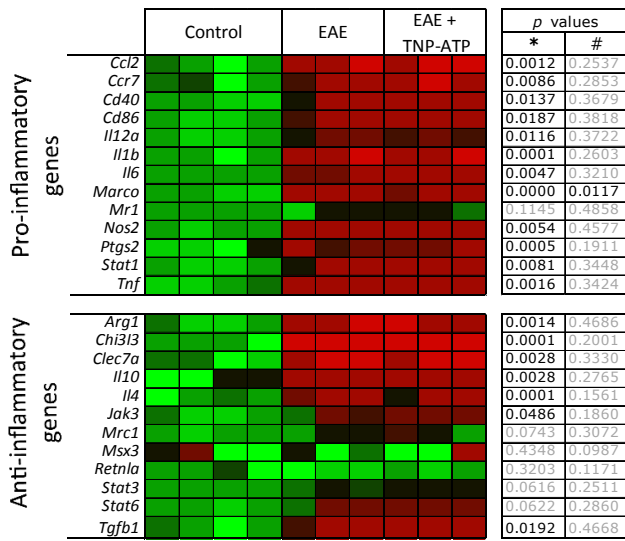 Control EAE EAE + TNP-ATP p values
* #
Pro-inflammatory genes
Ccl2 0.0012 0.2537
Ccr7 0.0086 0.2853
Cd40 0.0137 0.3679
Cd86 0.0187 0.3818
Il12a 0.0116 0.3722
Il1b 0.0001 0.2603
Il6 0.0047 0.3210
Marco 0.0000 0.0117
Mr1 0.1145 0.4858
Nos2 0.0054 0.4577
Ptgs2 0.0005 0.1911
Stat1 0.0081 0.3448
Tnf 0.0016 0.3424
Anti-inflammatory genes
Arg1 0.0014 0.4686
Chi3l3 0.0001 0.2001
Clec7a 0.0028 0.3330
Il10 0.0028 0.2765
Il4 0.0001 0.1561
Jak3 0.0486 0.1860
Mrc1 0.0743 0.3072
Msx3 0.4348 0.0987
Retnla 0.3203 0.1171
Stat3 0.0616 0.2511
Stat6 0.0622 0.2860
Tgfb1 0.0192 0.4668